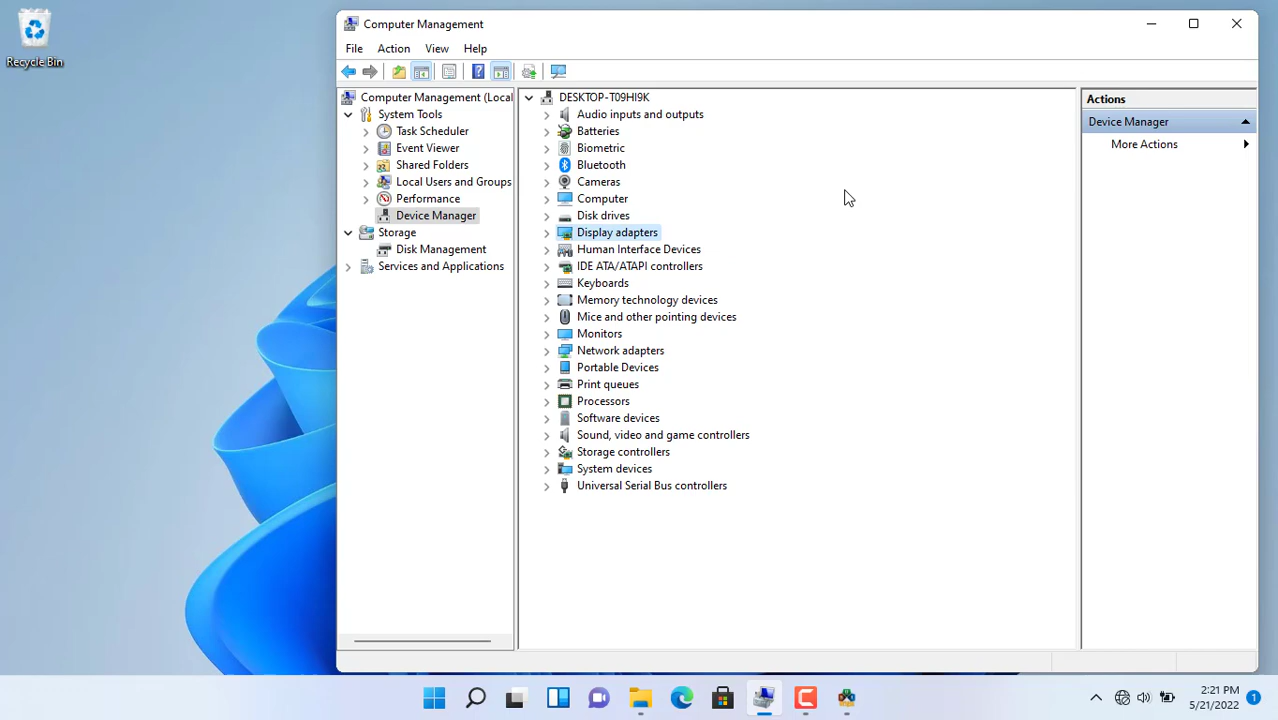 Recycle Bin
Computer Management
File Action View Help
Computer Management (Local
System Tools
Task Scheduler
Event Viewer
Shared Folders
Local Users and Groups
Performance
Device Manager
Storage
Disk Management
Services and Applications
DESKTOP-T09HI9K
Audio inputs and outputs
Batteries
Biometric
Bluetooth
Cameras
Computer
Disk drives
Display adapters
Human Interface Devices
IDE ATA/ATAPI controllers
Keyboards
Memory technology devices
Mice and other pointing devices
Monitors
Network adapters
Portable Devices
Print queues
Processors
Software devices
Sound, video and game controllers
Storage controllers
System devices
Universal Serial Bus controllers
Actions
Device Manager
More Actions
2:21 PM
5/21/2022
1